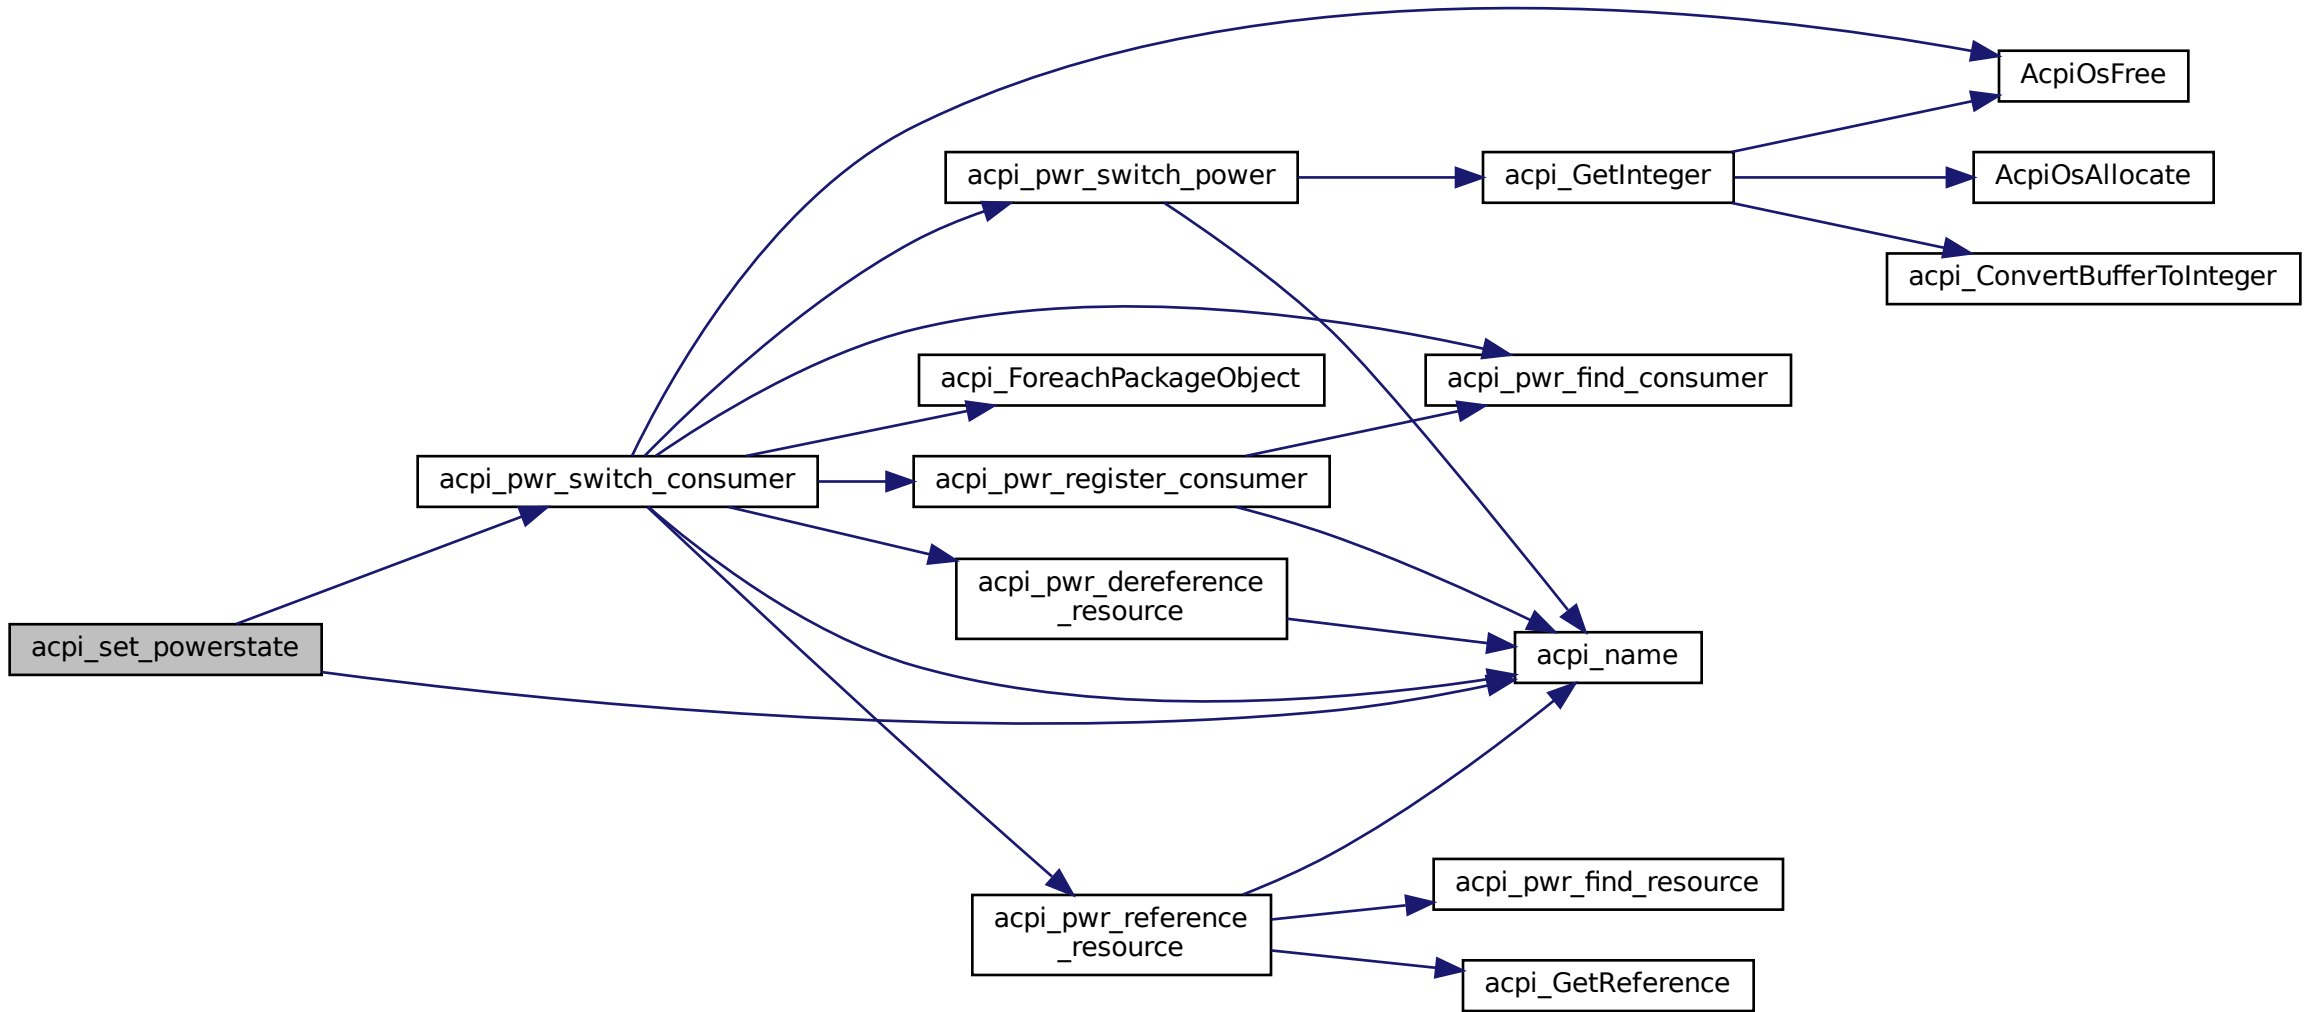 AcpiOsFree
acpi_pwr_switch_power
acpi_GetInteger
AcpiOsAllocate
acpi_ConvertBufferToInteger
acpi_ForeachPackageObject
acpi_pwr_find_consumer
acpi_pwr_switch_consumer
acpi_pwr_register_consumer
acpi_pwr_dereference
_resource
acpi_set_powerstate
acpi_name
acpi_pwr_find_resource
acpi_pwr_reference
_resource
acpi_GetReference